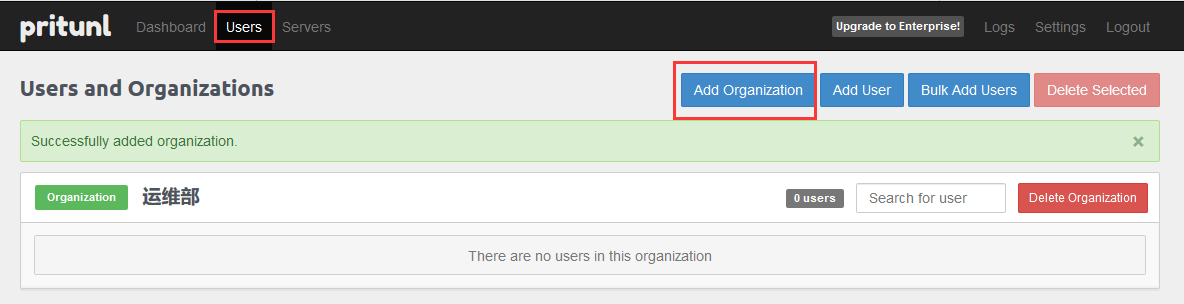 pritunl Dashboard Users Servers Upgrade to Enterprise! Logs Settings Logout
Users and Organizations Add Organization Add User Bulk Add Users Delete Selected
Successfully added organization. ×
Organization 运维部 0 users Search for user Delete Organization
There are no users in this organization